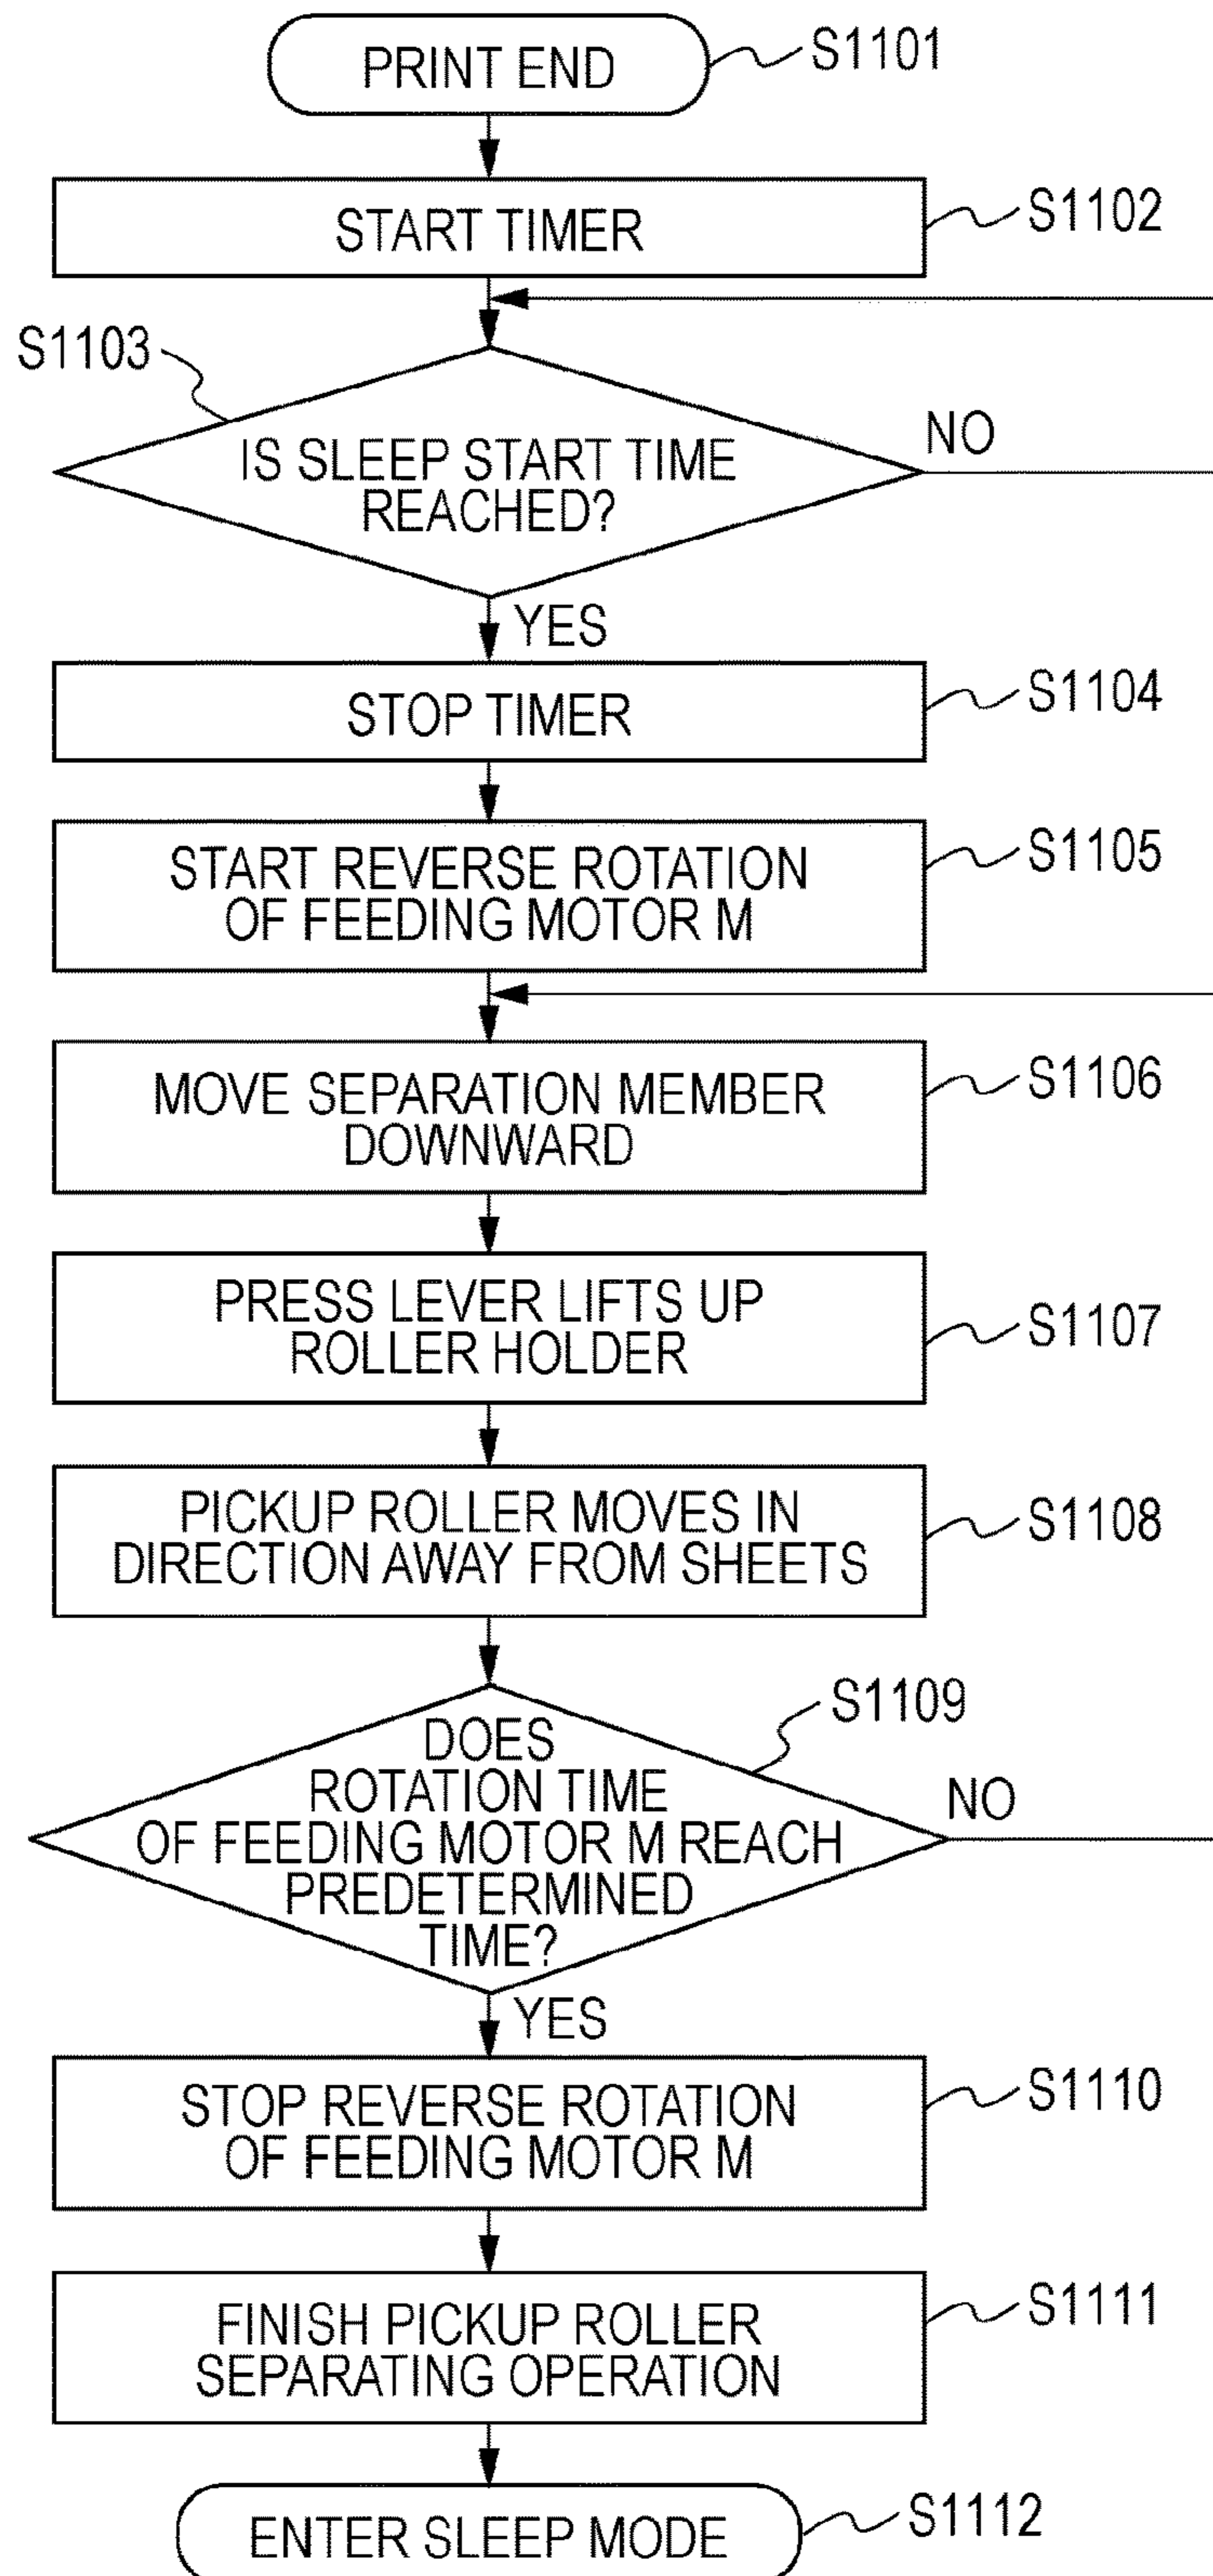 PRINT END
S1101
START TIMER
S1102
S1103
IS SLEEP START TIME
REACHED?
NO
YES
STOP TIMER
S1104
START REVERSE ROTATION
OF FEEDING MOTOR M
S1105
MOVE SEPARATION MEMBER
DOWNWARD
S1106
PRESS LEVER LIFTS UP
ROLLER HOLDER
S1107
PICKUP ROLLER MOVES IN
DIRECTION AWAY FROM SHEETS
S1108
S1109
DOES
ROTATION TIME
OF FEEDING MOTOR M REACH
PREDETERMINED
TIME?
NO
YES
STOP REVERSE ROTATION
OF FEEDING MOTOR M
S1110
FINISH PICKUP ROLLER
SEPARATING OPERATION
S1111
ENTER SLEEP MODE
S1112